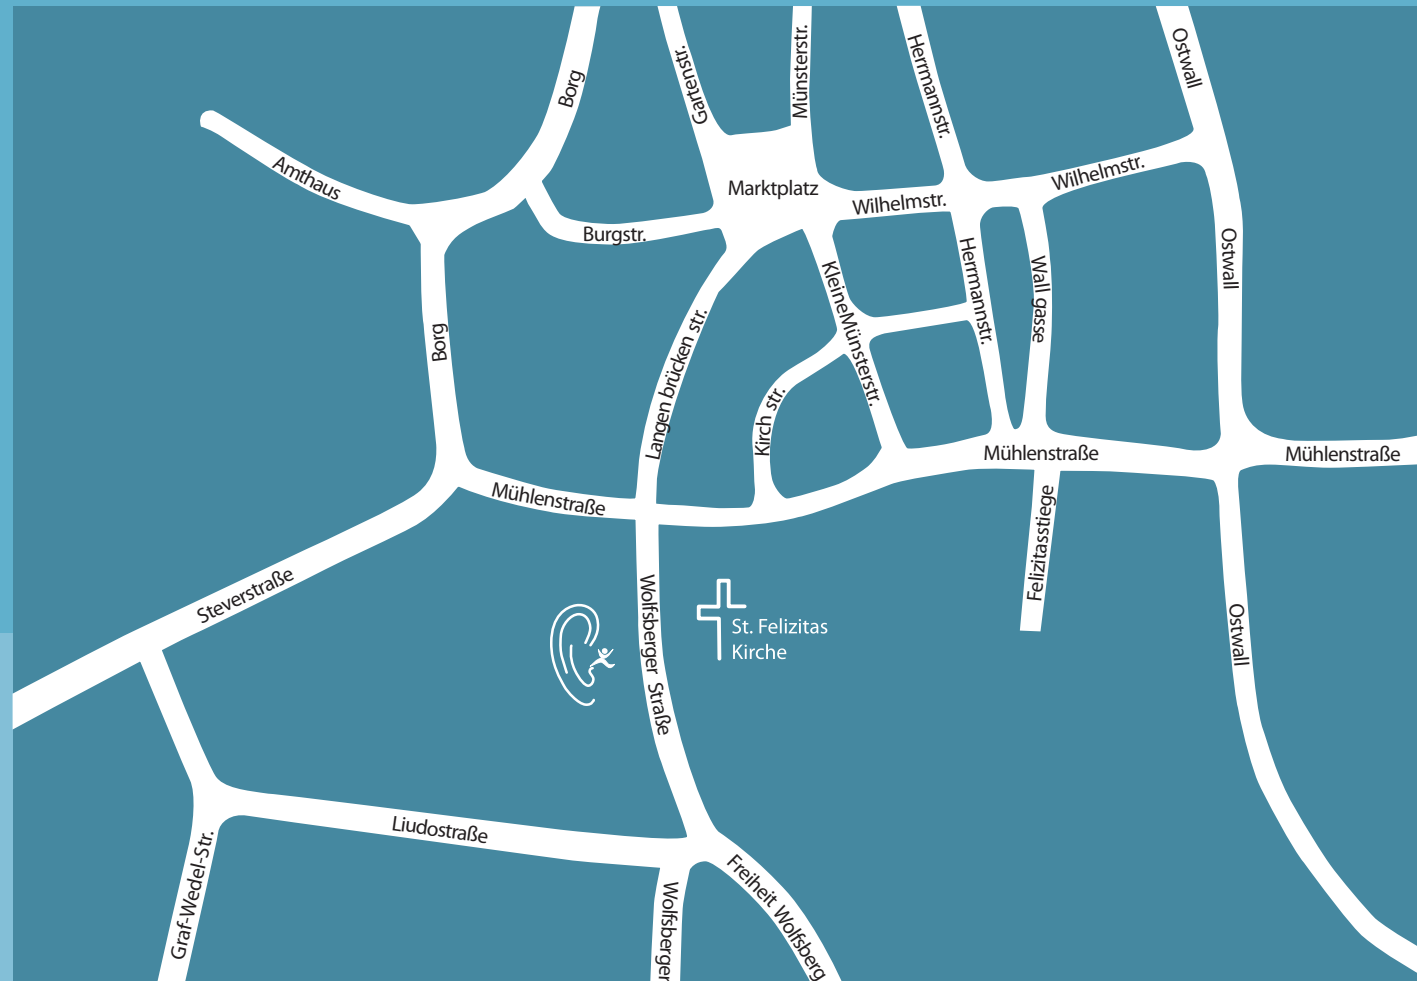 Borg
Gartenstr.
Münsterstr.
Herrmannstr.
Ostwall
Amthaus
Marktplatz
Wilhelmstr.
Wilhelmstr.
Burgstr.
Borg
Langen brücken str.
KleineMünsterstr.
Herrmannstr.
Wall gasse
Ostwall
Kirch str.
Mühlenstraße
Mühlenstraße
Mühlenstraße
Felizitasstiege
Steverstraße
Wolfsberger Straße
St. Felizitas
Kirche
Ostwall
Liudostraße
Graf-Wedel-Str.
Wolfsberger
Freiheit Wolfsberg